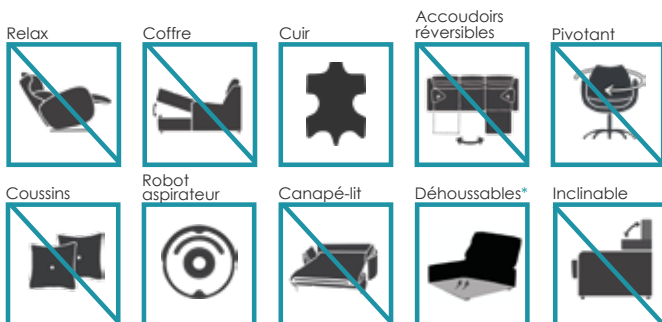 Relax
Coffre
Cuir
Accoudoirs
réversibles
Pivotant
Coussins
Robot
aspirateur
Canapé-lit
Déhoussables*
Inclinable